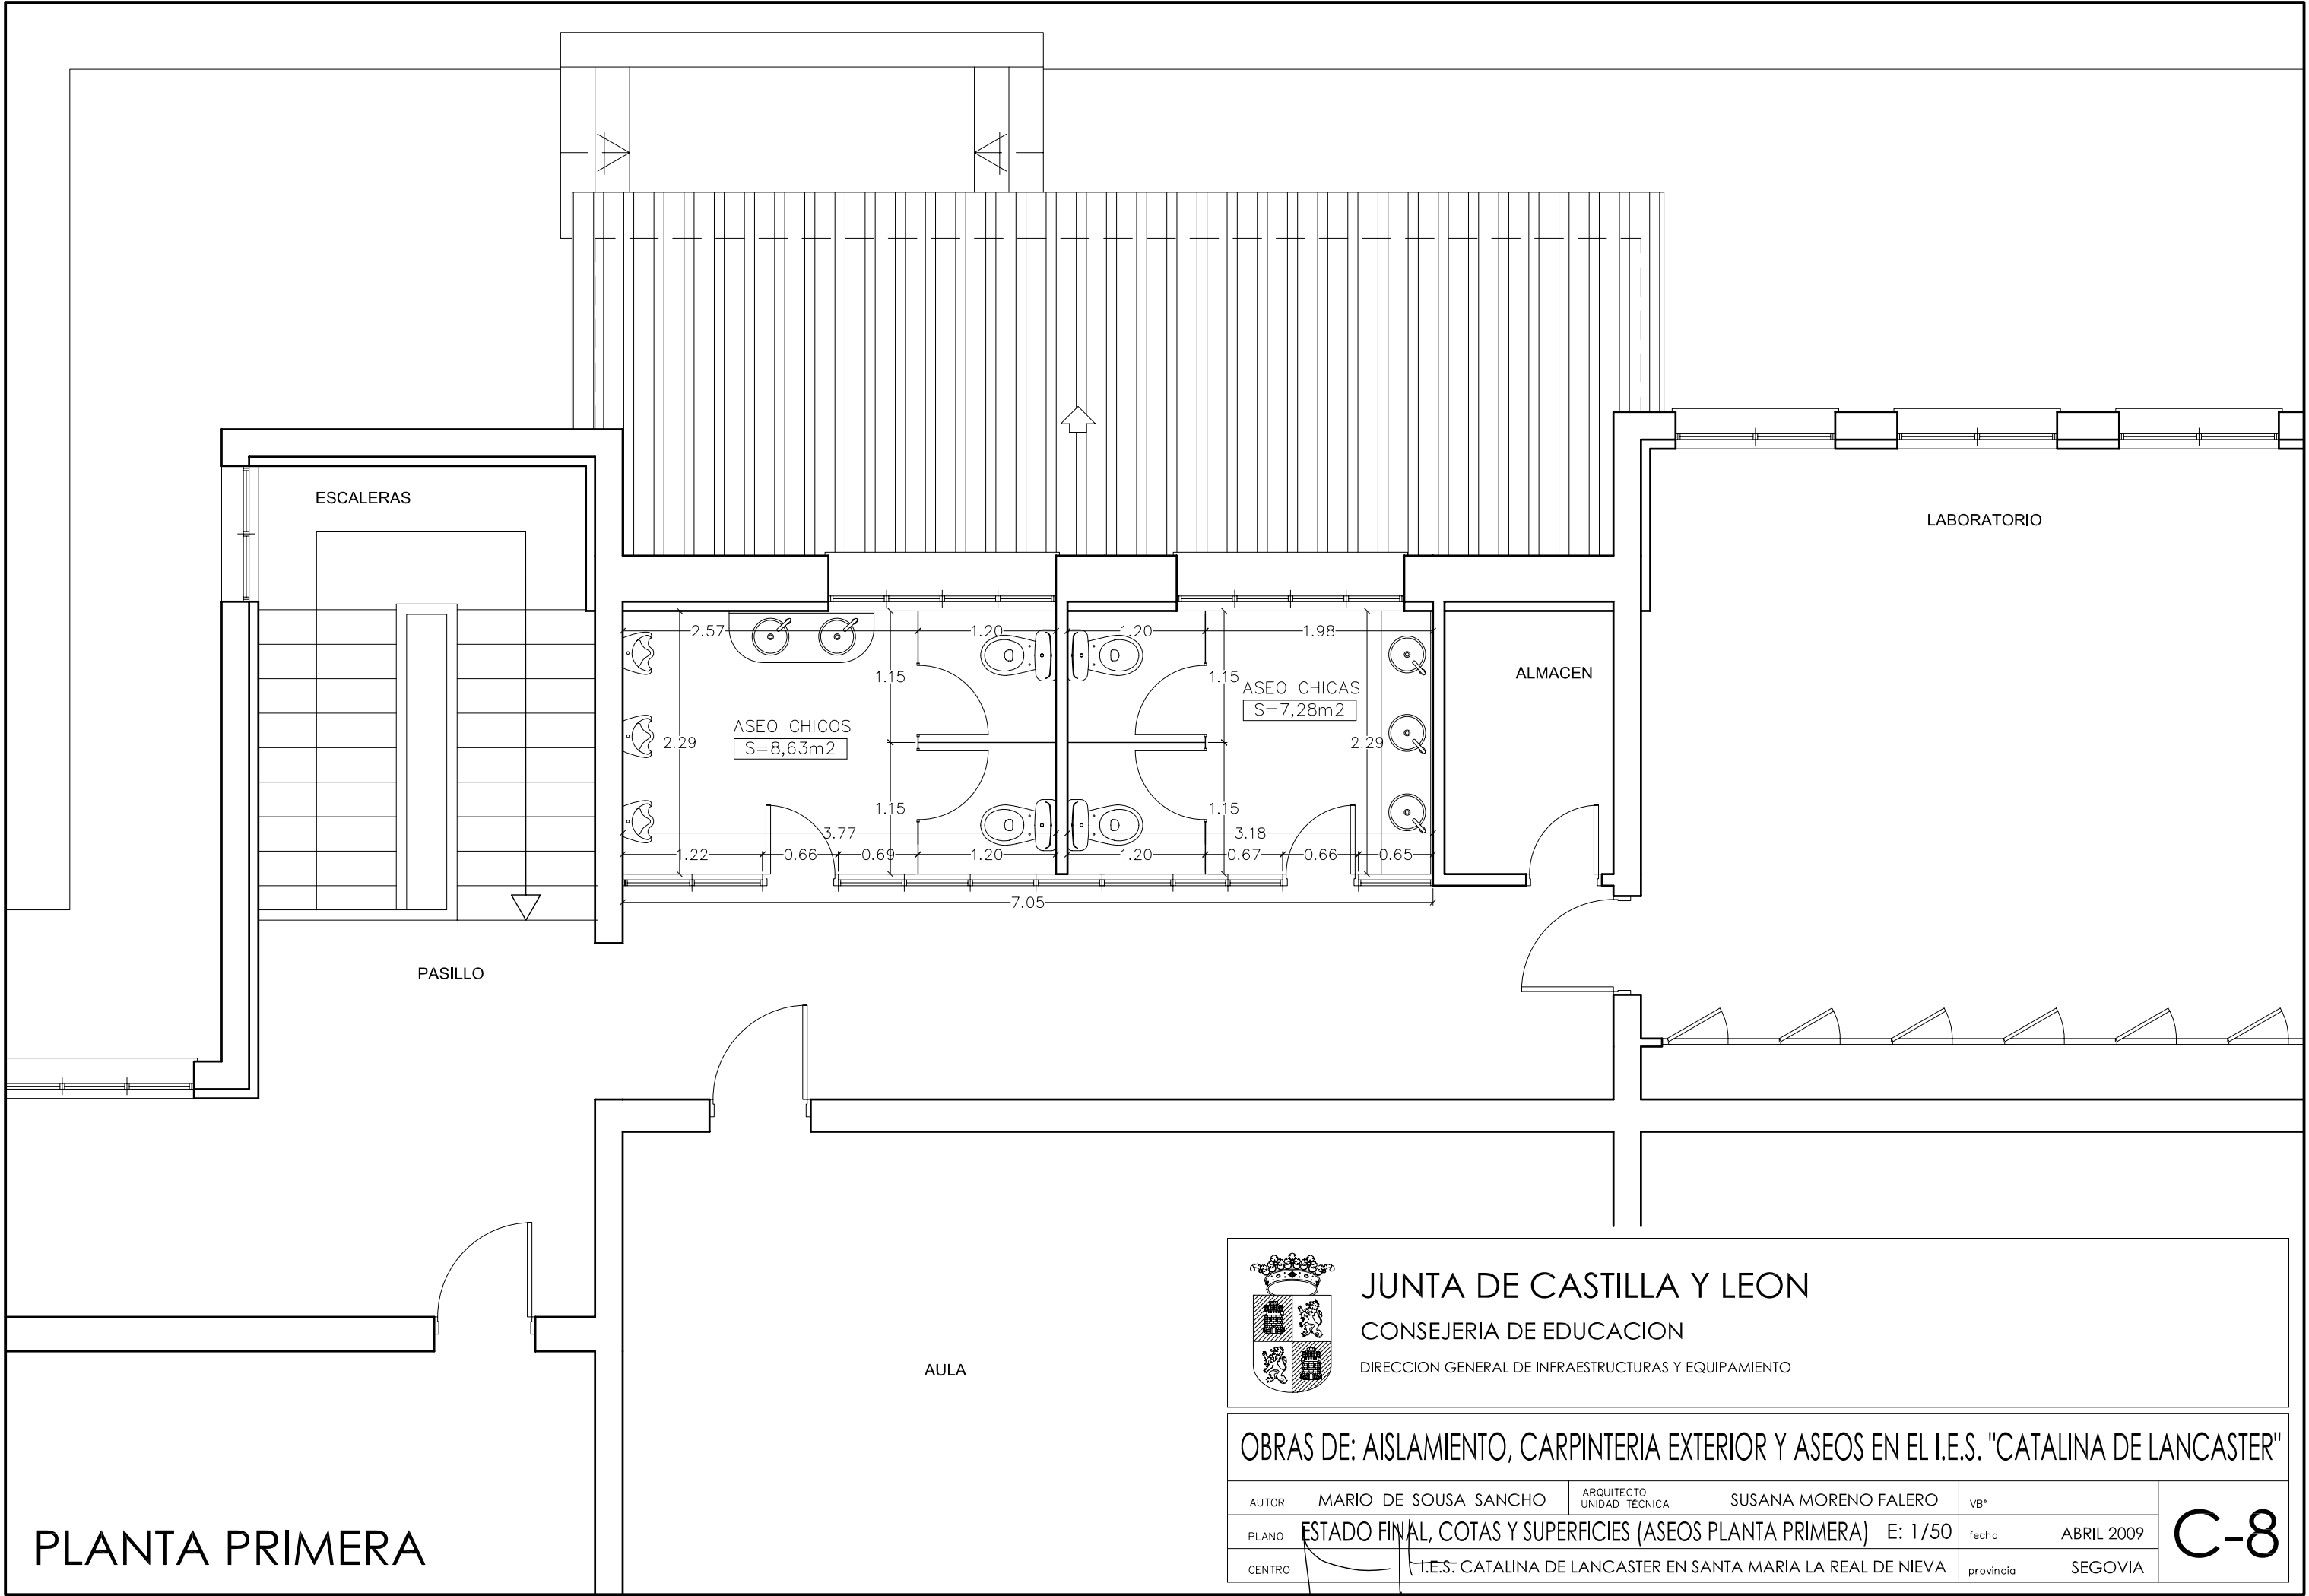 ESCALERAS
LABORATORIO
2.57
1.20
1.20
1.98
1.15
1.15
ALMACEN
ASEO CHICAS
S=7,28m2
ASEO CHICOS
S=8,63m2
2.29
2.29
1.15
1.15
3.77
3.18
1.22
0.66
0.69
1.20
1.20
0.67
0.66
0.65
7.05
PASILLO
AULA
PLANTA PRIMERA
JUNTA DE CASTILLA Y LEON
CONSEJERIA DE EDUCACION
DIRECCION GENERAL DE INFRAESTRUCTURAS Y EQUIPAMIENTO
OBRAS DE: AISLAMIENTO, CARPINTERIA EXTERIOR Y ASEOS EN EL I.E.S. "CATALINA DE LANCASTER"
AUTOR MARIO DE SOUSA SANCHO
ARQUITECTO
UNIDAD TÉCNICA
SUSANA MORENO FALERO
VBº
PLANO ESTADO FINAL, COTAS Y SUPERFICIES (ASEOS PLANTA PRIMERA) E: 1/50
fecha ABRIL 2009
CENTRO I.E.S. CATALINA DE LANCASTER EN SANTA MARÍA LA REAL DE NIEVA
provincia SEGOVIA
C-8